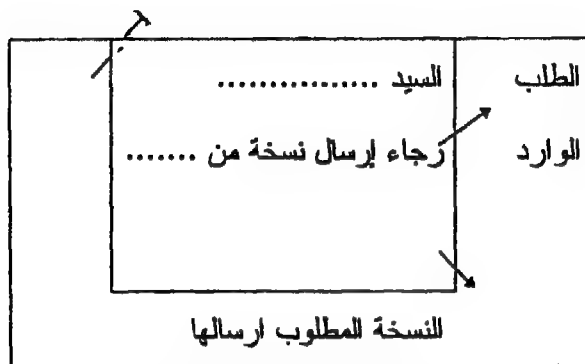 الطلب السيد ................
الوارد رجاء إرسال نسخة من .......
النسخة المطلوب ارسالها